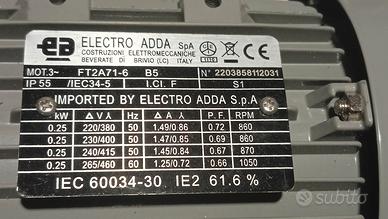 ea ELECTRO ADDA SpA
COSTRUZIONI ELETTROMECCANICHE
BEVERATE DI BRIVIO (LC) ITALY
MOT.3~ FT2A71-6 B5 N° 2203858112031
IP 55 /IEC34-5 I.Cl. F S1
IMPORTED BY ELECTRO ADDA S.p.A
kW Δ V Y Hz Δ A Y P.F. RPM
0.25 220/380 50 1.49/0.86 0.72 860
0.25 230/400 50 1.47/0.85 0.69 860
0.25 240/415 50 1.45/0.84 0.67 870
0.25 265/460 60 1.25/0.72 0.66 1050
IEC 60034-30 IE2 61.6 %
subito